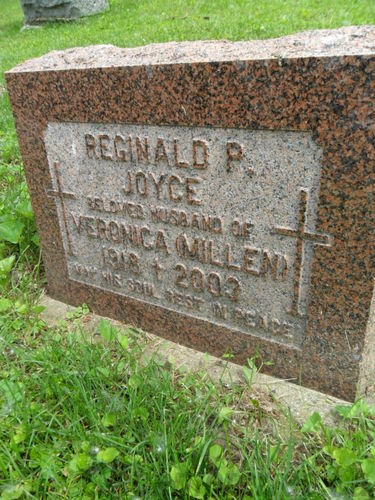 REGINALD P.
JOYCE
BELOVED HUSBAND OF
VERONICA (MILLEN)
1918 † 2003
MAY HIS SOUL REST IN PEACE